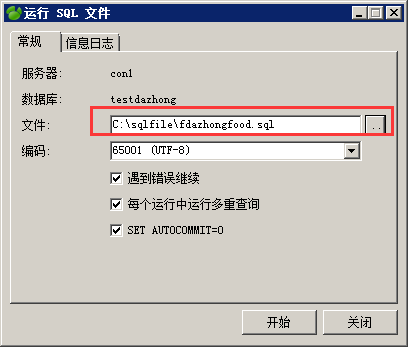 运行 SQL 文件
常规 信息日志
服务器: con1
数据库: testdazhong
文件: C:\sqlfile\fdazhongfood.sql ..
编码: 65001 (UTF-8)
遇到错误继续
每个运行中运行多重查询
SET AUTOCOMMIT=0
开始 关闭